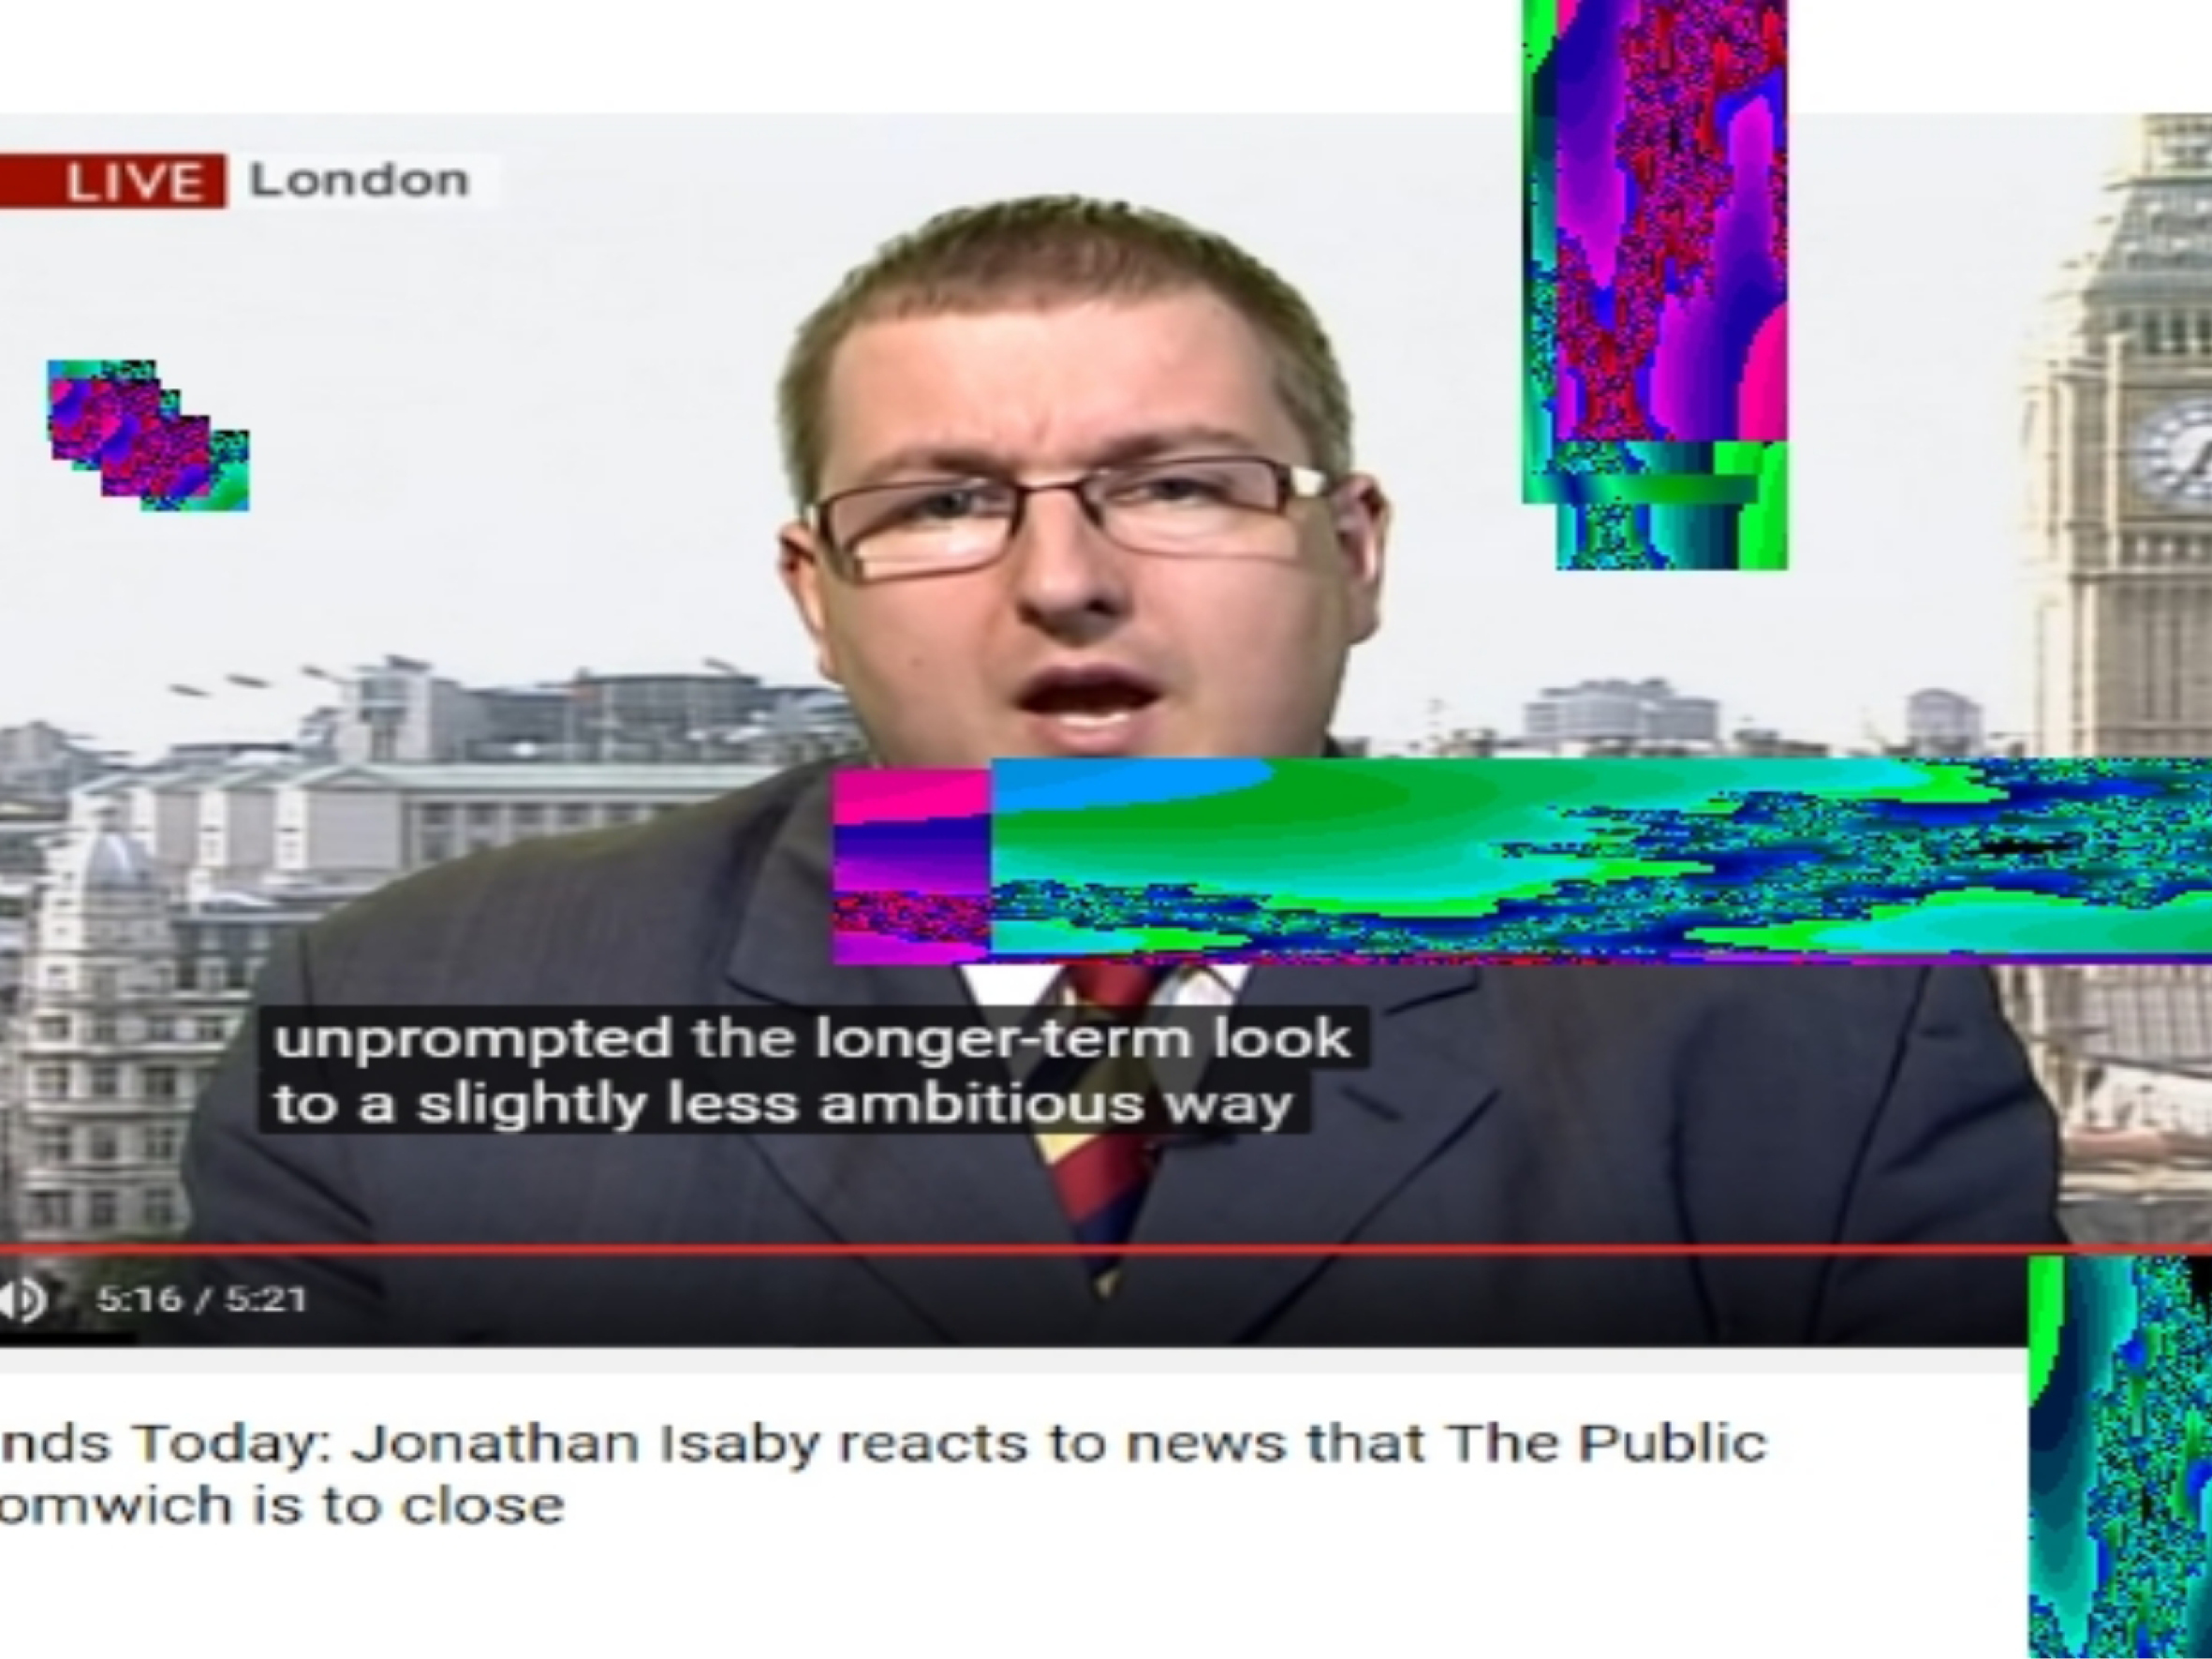 LIVE London
unprompted the longer-term look
to a slightly less ambitious way
5:16 / 5:21
nds Today: Jonathan Isaby reacts to news that The Public
omwich is to close